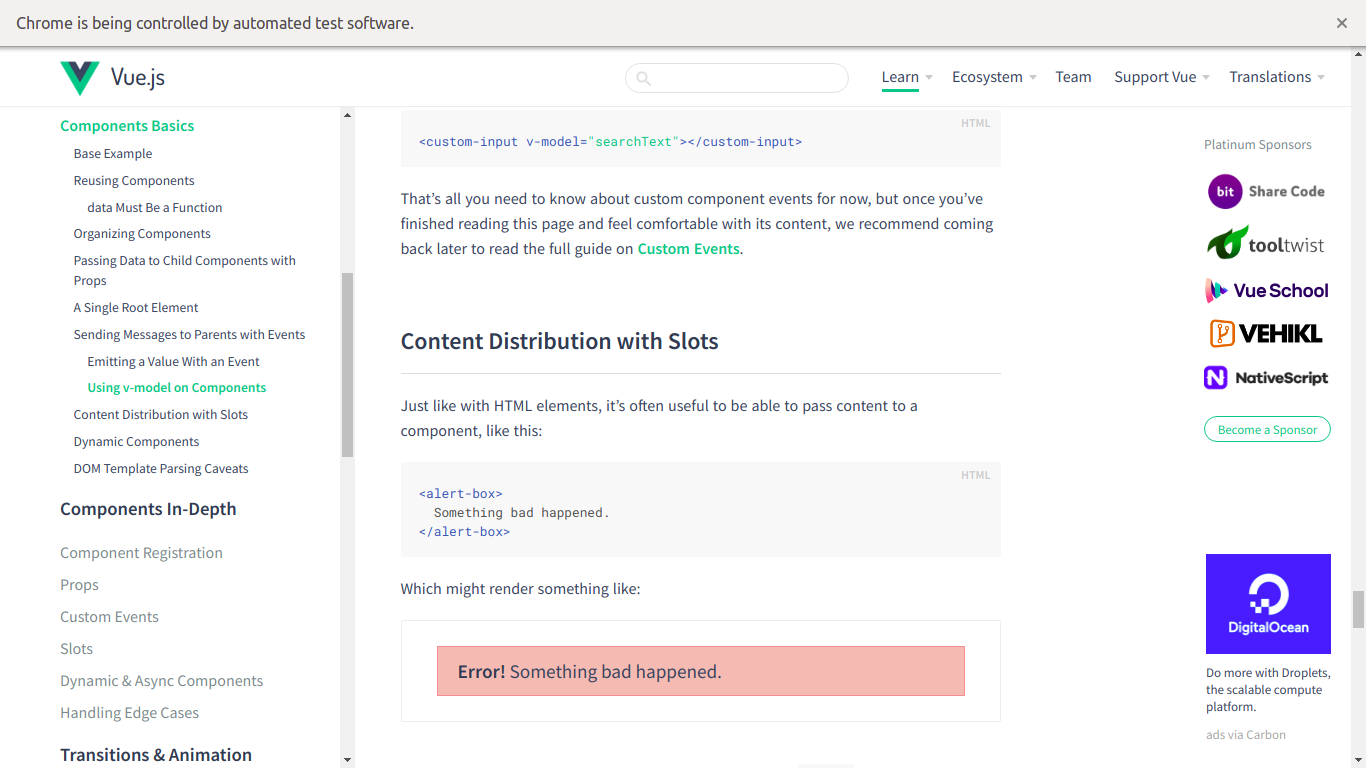 Chrome is being controlled by automated test software.
Vue.js
Learn
Ecosystem
Team
Support Vue
Translations
Components Basics
Base Example
Reusing Components
data Must Be a Function
Organizing Components
Passing Data to Child Components with
Props
A Single Root Element
Sending Messages to Parents with Events
Emitting a Value With an Event
Using v-model on Components
Content Distribution with Slots
Dynamic Components
DOM Template Parsing Caveats
Components In-Depth
Component Registration
Props
Custom Events
Slots
Dynamic & Async Components
Handling Edge Cases
Transitions & Animation
HTML
<custom-input v-model="searchText"></custom-input>
That’s all you need to know about custom component events for now, but once you’ve
finished reading this page and feel comfortable with its content, we recommend coming
back later to read the full guide on Custom Events.
Content Distribution with Slots
Just like with HTML elements, it’s often useful to be able to pass content to a
component, like this:
HTML
<alert-box>
  Something bad happened.
</alert-box>
Which might render something like:
Error! Something bad happened.
Platinum Sponsors
bit Share Code
tooltwist
Vue School
VEHIKL
NativeScript
Become a Sponsor
DigitalOcean
Do more with Droplets,
the scalable compute
platform.
ads via Carbon